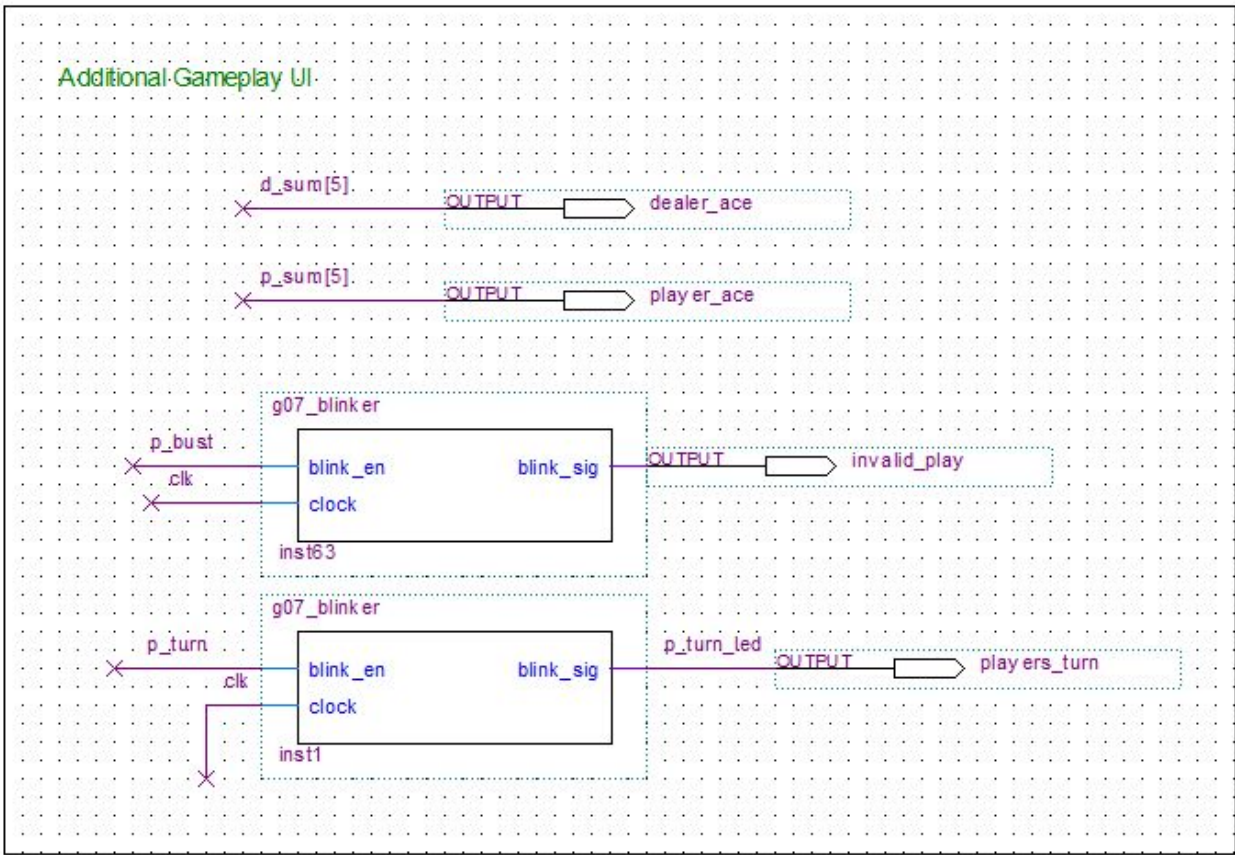 Additional Gameplay UI
d_sum[5]
OUTPUT dealer_ace
p_sum[5]
OUTPUT player_ace
g07_blinker
p_bust
blink_en blink_sig OUTPUT invalid_play
clk
clock
inst63
g07_blinker
p_turn p_turn_led
blink_en blink_sig OUTPUT players_turn
clk
clock
inst1